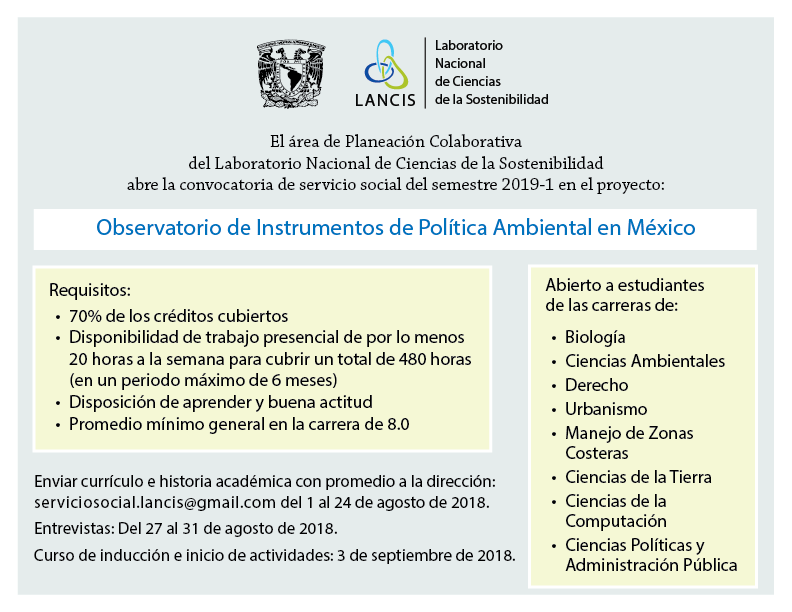 LANCIS
Laboratorio
Nacional
de Ciencias
de la Sostenibilidad
El área de Planeación Colaborativa
del Laboratorio Nacional de Ciencias de la Sostenibilidad
abre la convocatoria de servicio social del semestre 2019-1 en el proyecto:
Observatorio de Instrumentos de Política Ambiental en México
Requisitos:
• 70% de los créditos cubiertos
• Disponibilidad de trabajo presencial de por lo menos
20 horas a la semana para cubrir un total de 480 horas
(en un periodo máximo de 6 meses)
• Disposición de aprender y buena actitud
• Promedio mínimo general en la carrera de 8.0
Enviar currículo e historia académica con promedio a la dirección:
serviciosocial.lancis@gmail.com del 1 al 24 de agosto de 2018.
Entrevistas: Del 27 al 31 de agosto de 2018.
Curso de inducción e inicio de actividades: 3 de septiembre de 2018.
Abierto a estudiantes
de las carreras de:
• Biología
• Ciencias Ambientales
• Derecho
• Urbanismo
• Manejo de Zonas
Costeras
• Ciencias de la Tierra
• Ciencias de la
Computación
• Ciencias Políticas y
Administración Pública